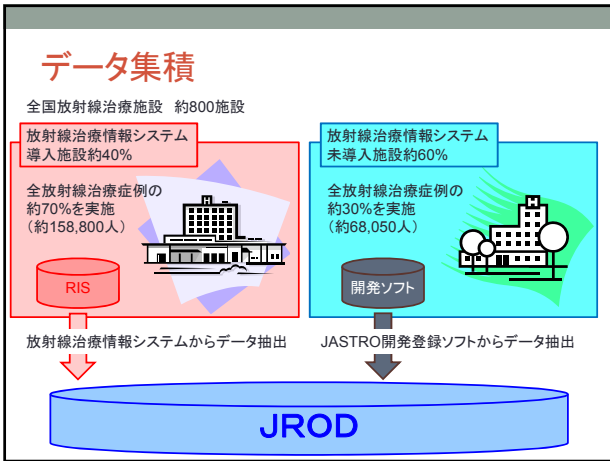 データ集積
全国放射線治療施設 約800施設
放射線治療情報システム
導入施設約40%
全放射線治療症例の
約70%を実施
（約158,800人）
RIS
放射線治療情報システムからデータ抽出
放射線治療情報システム
未導入施設約60%
全放射線治療症例の
約30%を実施
（約68,050人）
開発ソフト
JASTRO開発登録ソフトからデータ抽出
JROD